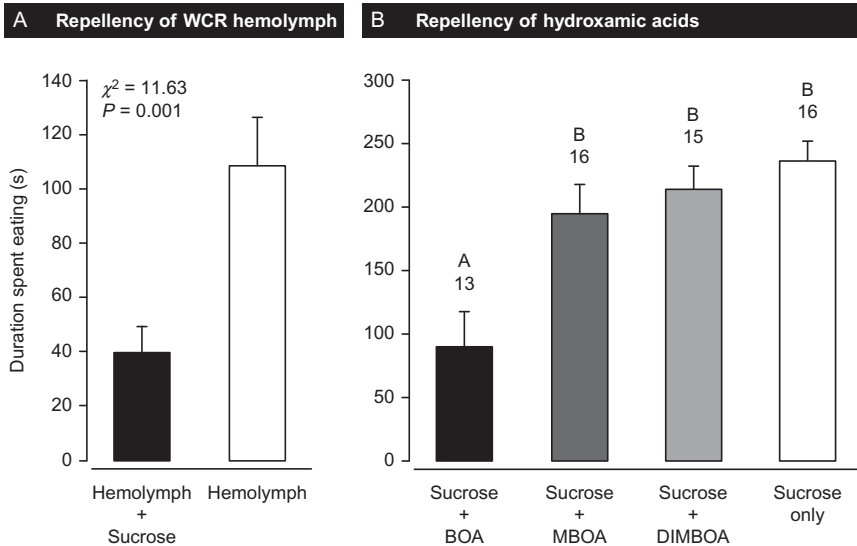 A Repellency of WCR hemolymph
140
120
100
80
60
40
20
0
Duration spent eating (s)
χ² = 11.63
P = 0.001
Hemolymph
+
Sucrose
Hemolymph
B Repellency of hydroxamic acids
300
250
200
150
100
50
0
A
13
B
16
B
15
B
16
Sucrose
+
BOA
Sucrose
+
MBOA
Sucrose
+
DIMBOA
Sucrose
only